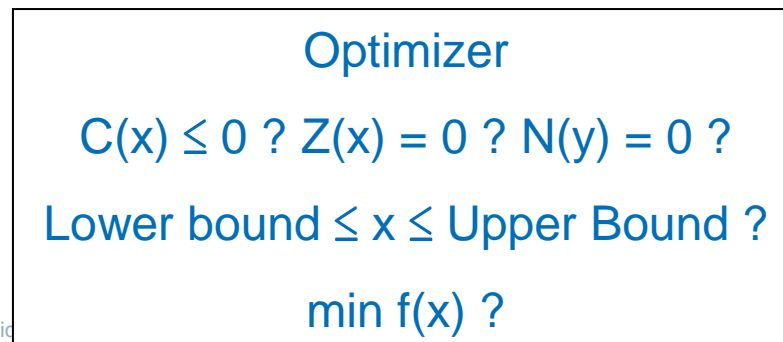 Optimizer
C(x) ≤ 0 ? Z(x) = 0 ? N(y) = 0 ?
Lower bound ≤ x ≤ Upper Bound ?
min f(x) ?